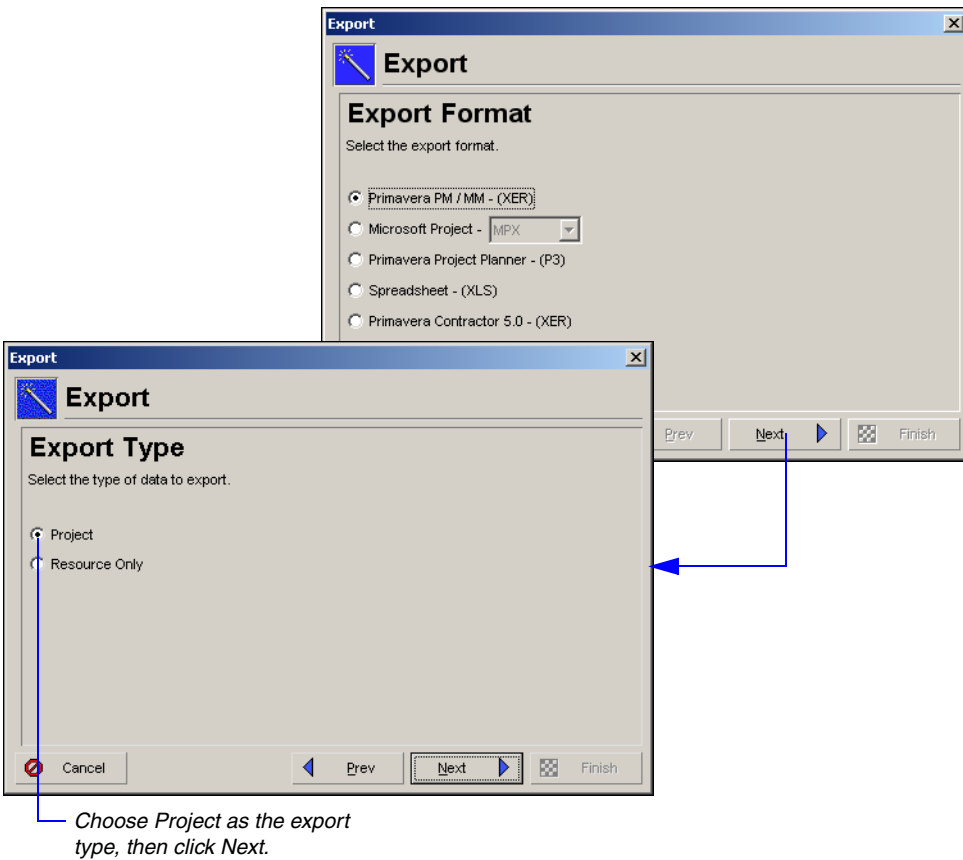 Export
Export
Export Format
Select the export format.
Primavera PM / MM - (XER)
Microsoft Project - MPX
Primavera Project Planner - (P3)
Spreadsheet - (XLS)
Primavera Contractor 5.0 - (XER)
Prev Next Finish
Export
Export
Export Type
Select the type of data to export.
Project
Resource Only
Cancel Prev Next Finish
Choose Project as the export
type, then click Next.